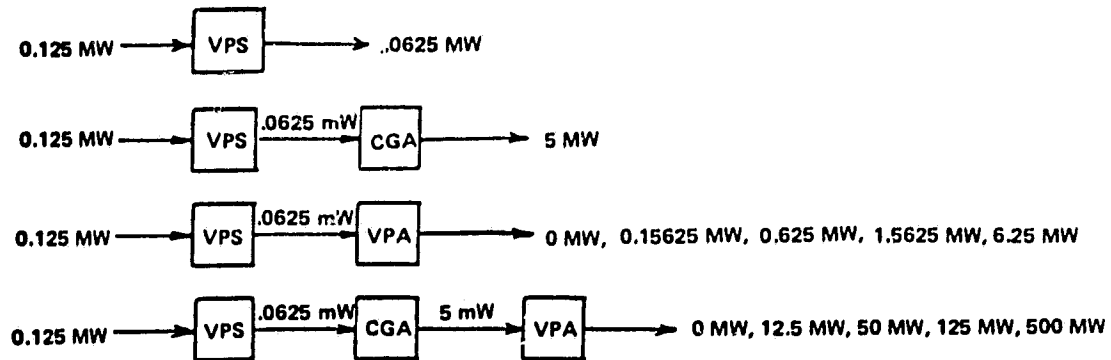 0.125 MW VPS .0625 MW
0.125 MW VPS .0625 mW CGA 5 MW
0.125 MW VPS .0625 mW VPA 0 MW, 0.15625 MW, 0.625 MW, 1.5625 MW, 6.25 MW
0.125 MW VPS .0625 mW CGA 5 mW VPA 0 MW, 12.5 MW, 50 MW, 125 MW, 500 MW